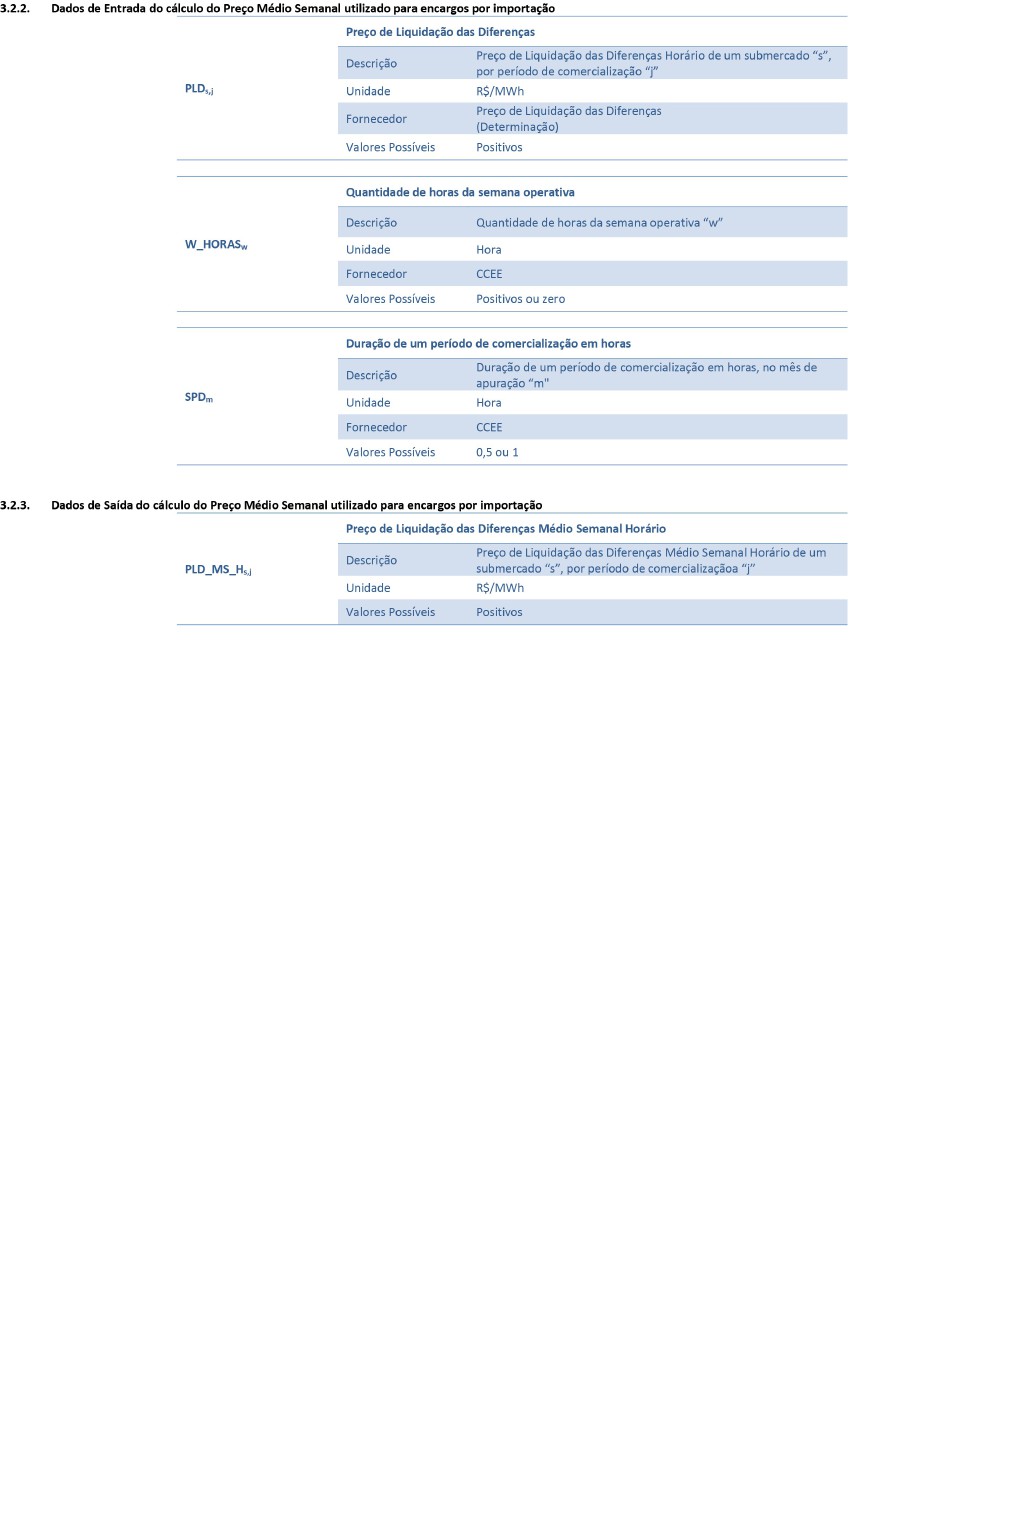 3.2.2. Dados de Entrada do cálculo do Preço Médio Semanal utilizado para encargos por importação
PLDs,j
Preço de Liquidação das Diferenças
Descrição Preço de Liquidação das Diferenças Horário de um submercado “s”,
por período de comercialização “j”
Unidade R$/MWh
Fornecedor Preço de Liquidação das Diferenças
(Determinação)
Valores Possíveis Positivos
W_HORASw
Quantidade de horas da semana operativa
Descrição Quantidade de horas da semana operativa “w”
Unidade Hora
Fornecedor CCEE
Valores Possíveis Positivos ou zero
SPDm
Duração de um período de comercialização em horas
Descrição Duração de um período de comercialização em horas, no mês de
apuração “m"
Unidade Hora
Fornecedor CCEE
Valores Possíveis 0,5 ou 1
3.2.3. Dados de Saída do cálculo do Preço Médio Semanal utilizado para encargos por importação
PLD_MS_Hs,j
Preço de Liquidação das Diferenças Médio Semanal Horário
Descrição Preço de Liquidação das Diferenças Médio Semanal Horário de um
submercado “s”, por período de comercializaçãoa “j”
Unidade R$/MWh
Valores Possíveis Positivos